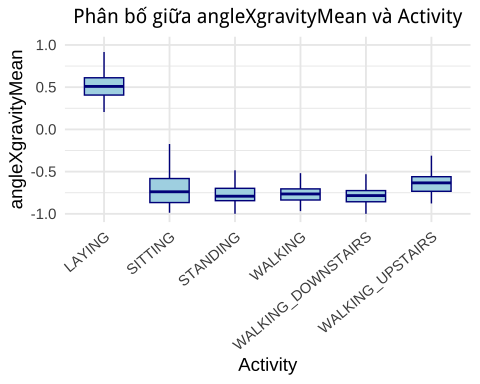 Phân bố giữa angleXgravityMean và Activity
angleXgravityMean
1.0
0.5
0.0
-0.5
-1.0
LAYING
SITTING
STANDING
WALKING
WALKING_DOWNSTAIRS
WALKING_UPSTAIRS
Activity